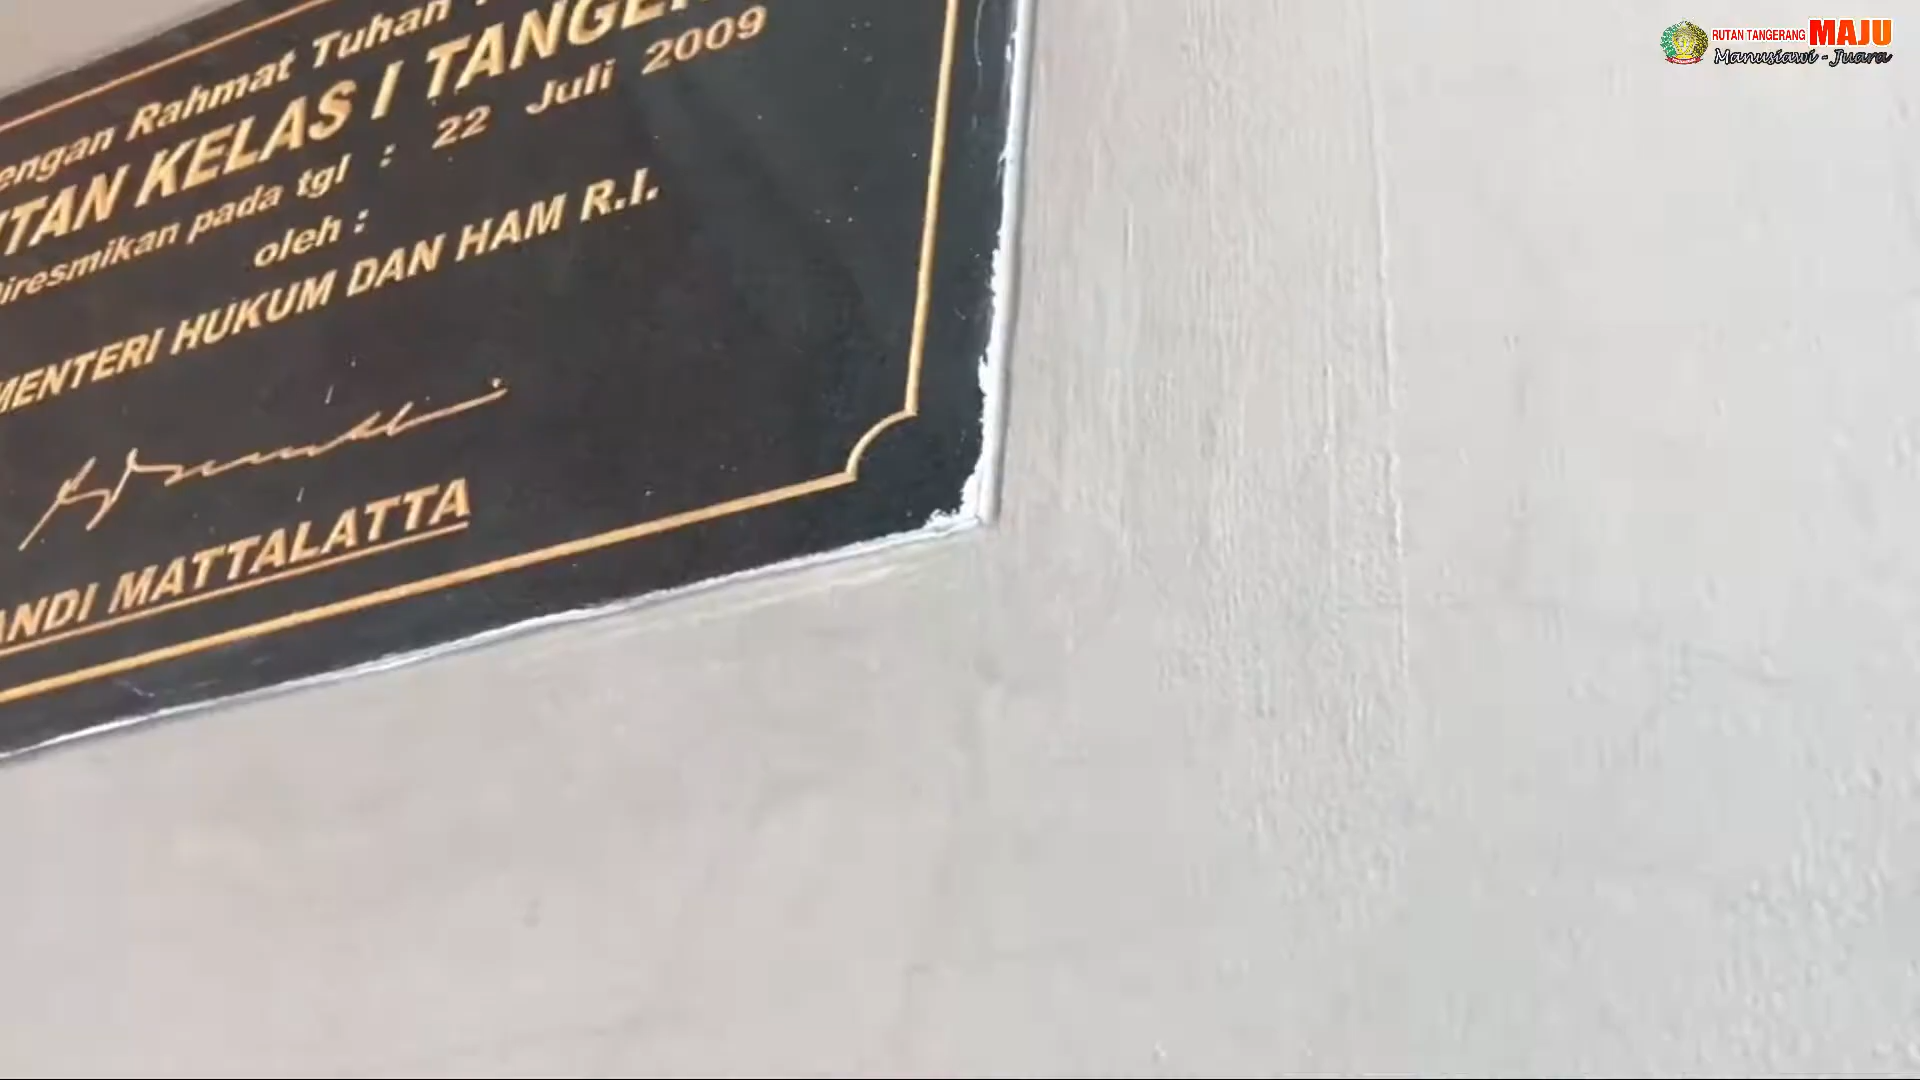 engan Rahmat Tuhan
TAN KELAS I TANGE
iresmikan pada tgl : 22 Juli 2009
oleh :
MENTERI HUKUM DAN HAM R.I.
ANDI MATTALATTA
RUTAN TANGERANG MAJU
Manusiawi - Juara